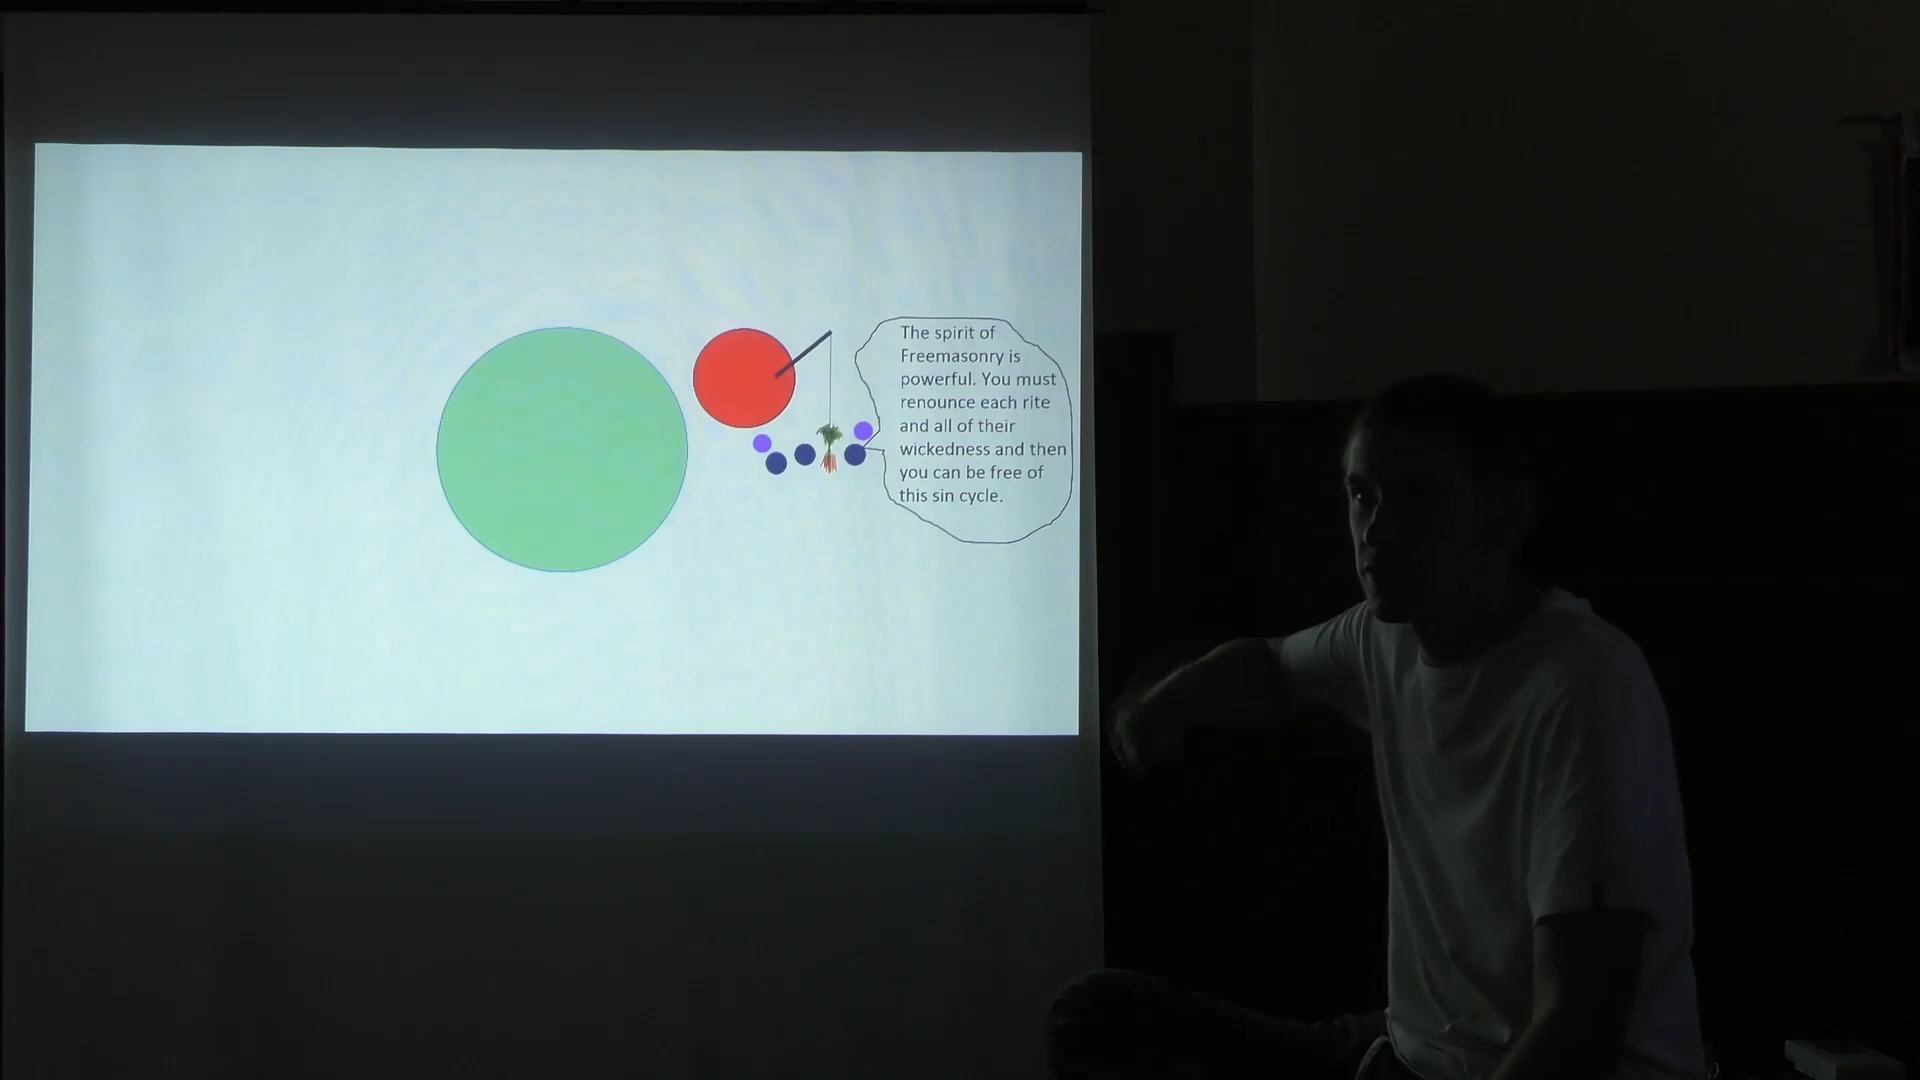 The spirit of
Freemasonry is
powerful. You must
renounce each rite
and all of their
wickedness and then
you can be free of
this sin cycle.